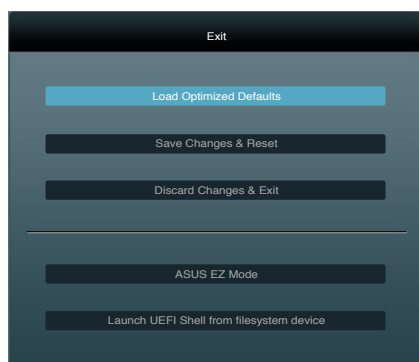 Exit
Load Optimized Defaults
Save Changes & Reset
Discard Changes & Exit
ASUS EZ Mode
Launch UEFI Shell from filesystem device